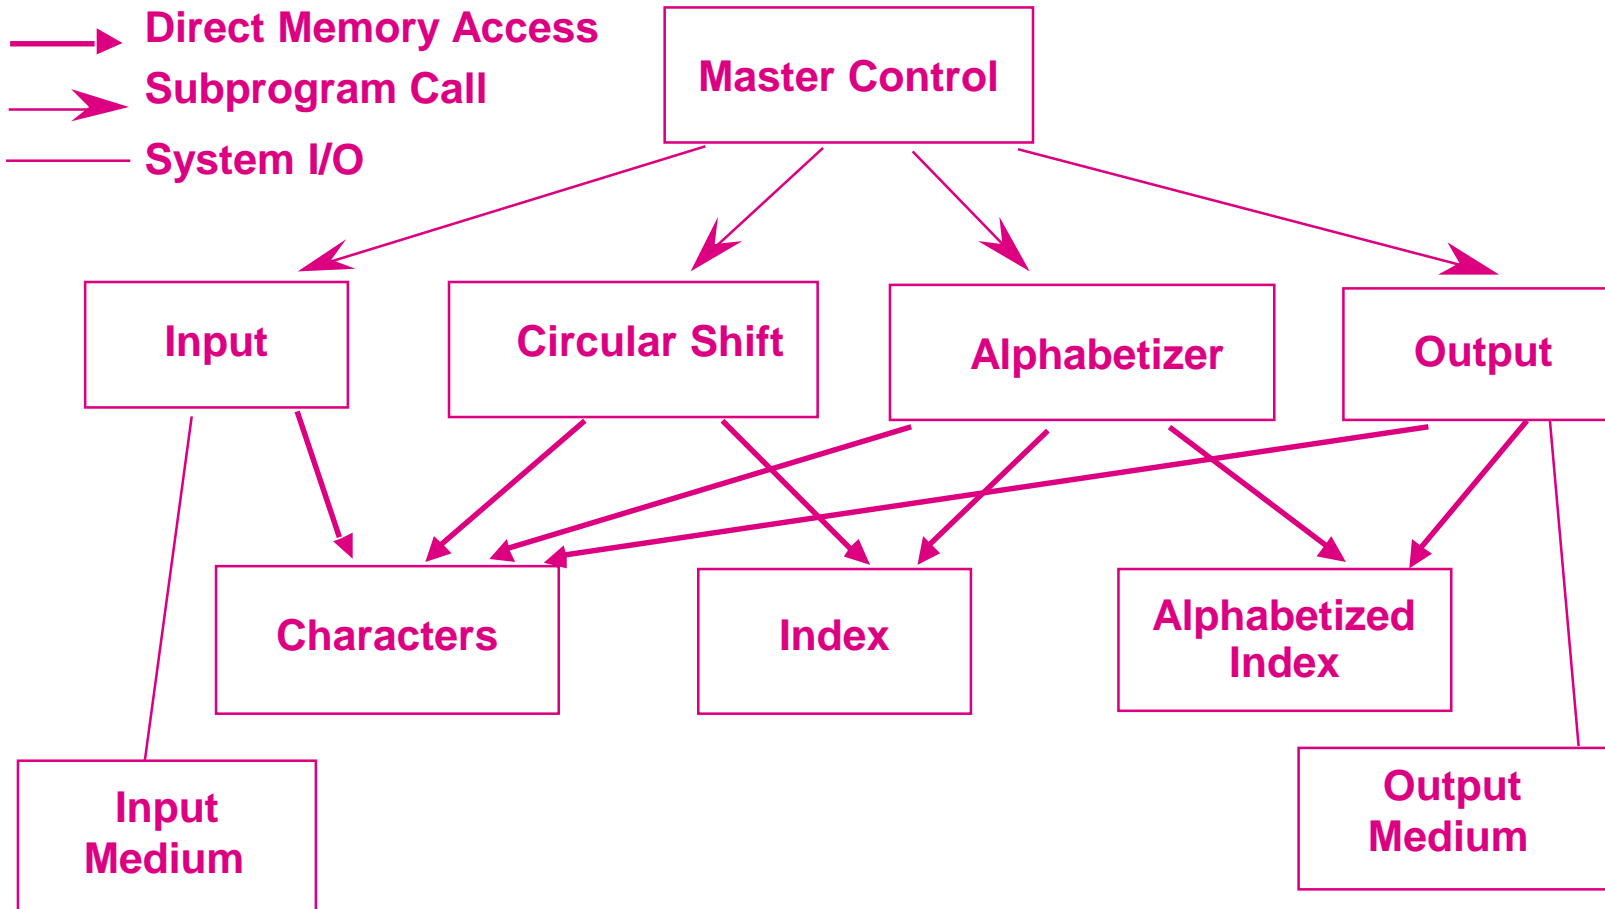 Direct Memory Access
Subprogram Call
System I/O
Master Control
Input
Circular Shift
Alphabetizer
Output
Characters
Index
Alphabetized
Index
Input
Medium
Output
Medium